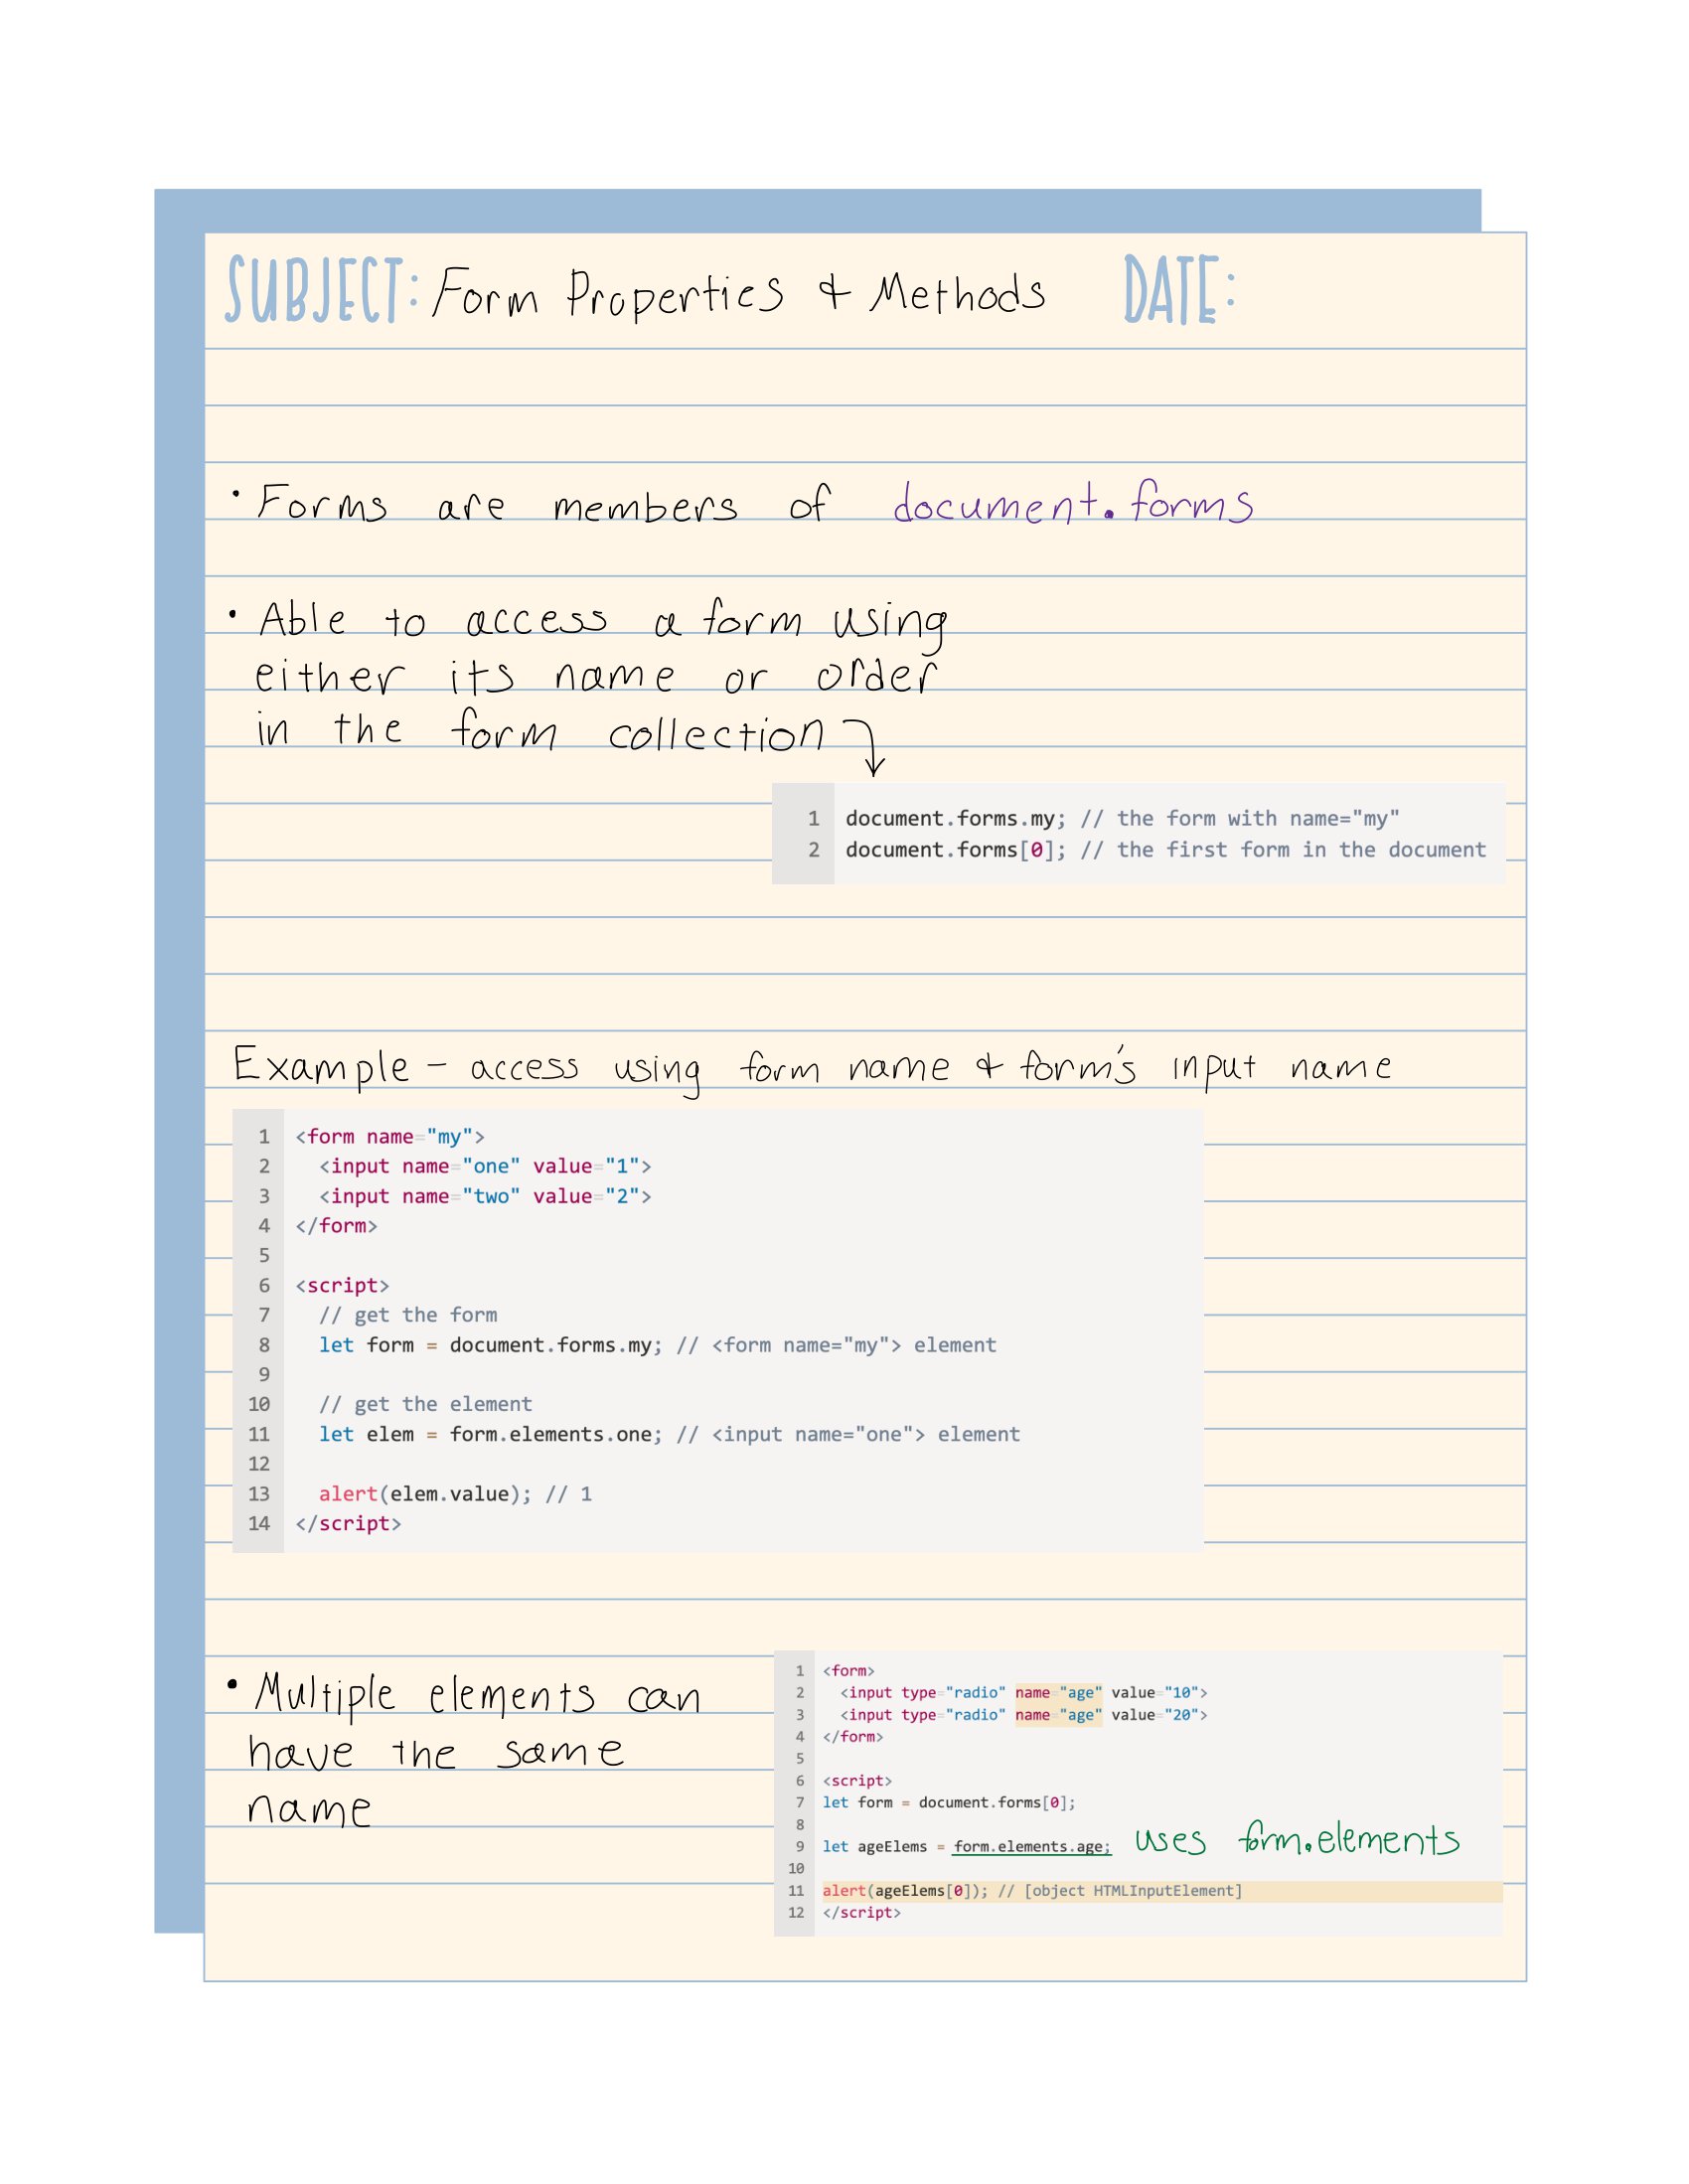 SUBJECT: Form Properties & Methods DATE:
• Forms are members of document.forms
• Able to access a form using
either its name or order
in the form collection
1 document.forms.my; // the form with name="my"
2 document.forms[0]; // the first form in the document
Example - access using form name & form's input name
1 <form name="my">
2   <input name="one" value="1">
3   <input name="two" value="2">
4 </form>
5
6 <script>
7   // get the form
8   let form = document.forms.my; // <form name="my"> element
9
10   // get the element
11   let elem = form.elements.one; // <input name="one"> element
12
13   alert(elem.value); // 1
14 </script>
• Multiple elements can
have the same
name
1 <form>
2   <input type="radio" name="age" value="10">
3   <input type="radio" name="age" value="20">
4 </form>
5
6 <script>
7 let form = document.forms[0];
8
9 let ageElems = form.elements.age; uses form.elements
10
11 alert(ageElems[0]); // [object HTMLInputElement]
12 </script>